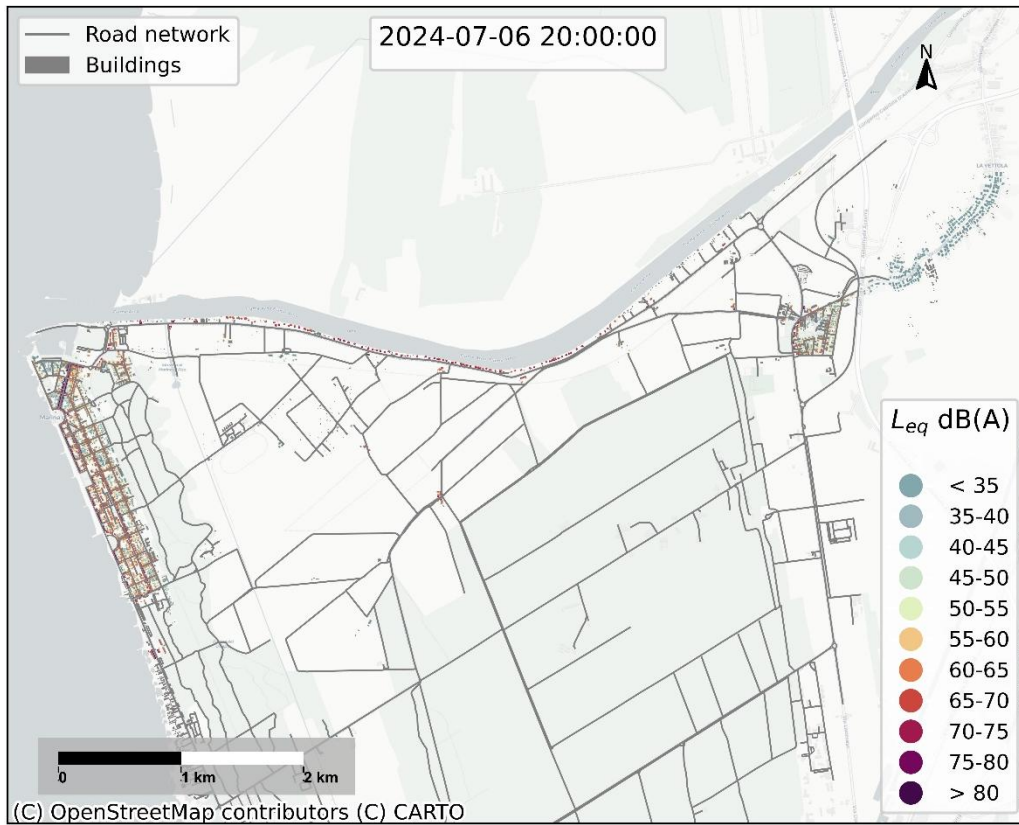 Road network
Buildings
2024-07-06 20:00:00
N
LA VETTOLA
L_eq dB(A)
< 35
35-40
40-45
45-50
50-55
55-60
60-65
65-70
70-75
75-80
> 80
0 1 km 2 km
(C) OpenStreetMap contributors (C) CARTO